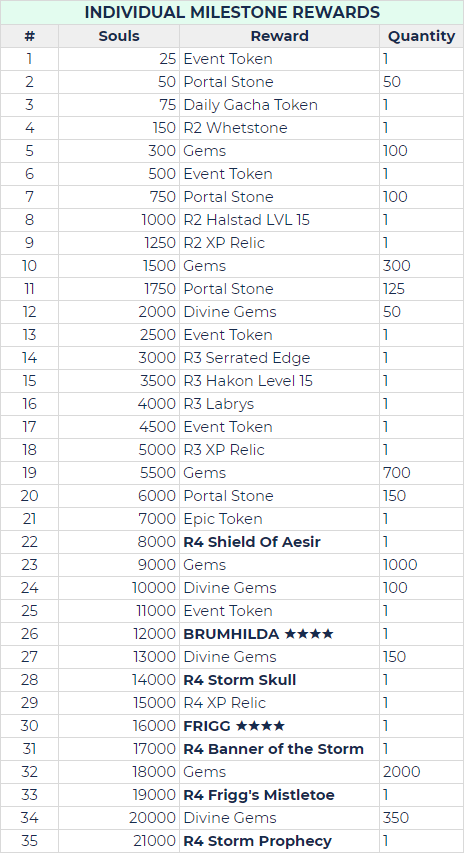 INDIVIDUAL MILESTONE REWARDS
# Souls Reward Quantity
1 25 Event Token 1
2 50 Portal Stone 50
3 75 Daily Gacha Token 1
4 150 R2 Whetstone 1
5 300 Gems 100
6 500 Event Token 1
7 750 Portal Stone 100
8 1000 R2 Halstad LVL 15 1
9 1250 R2 XP Relic 1
10 1500 Gems 300
11 1750 Portal Stone 125
12 2000 Divine Gems 50
13 2500 Event Token 1
14 3000 R3 Serrated Edge 1
15 3500 R3 Hakon Level 15 1
16 4000 R3 Labrys 1
17 4500 Event Token 1
18 5000 R3 XP Relic 1
19 5500 Gems 700
20 6000 Portal Stone 150
21 7000 Epic Token 1
22 8000 R4 Shield Of Aesir 1
23 9000 Gems 1000
24 10000 Divine Gems 100
25 11000 Event Token 1
26 12000 BRUMHILDA ★★★★ 1
27 13000 Divine Gems 150
28 14000 R4 Storm Skull 1
29 15000 R4 XP Relic 1
30 16000 FRIGG ★★★★ 1
31 17000 R4 Banner of the Storm 1
32 18000 Gems 2000
33 19000 R4 Frigg's Mistletoe 1
34 20000 Divine Gems 350
35 21000 R4 Storm Prophecy 1